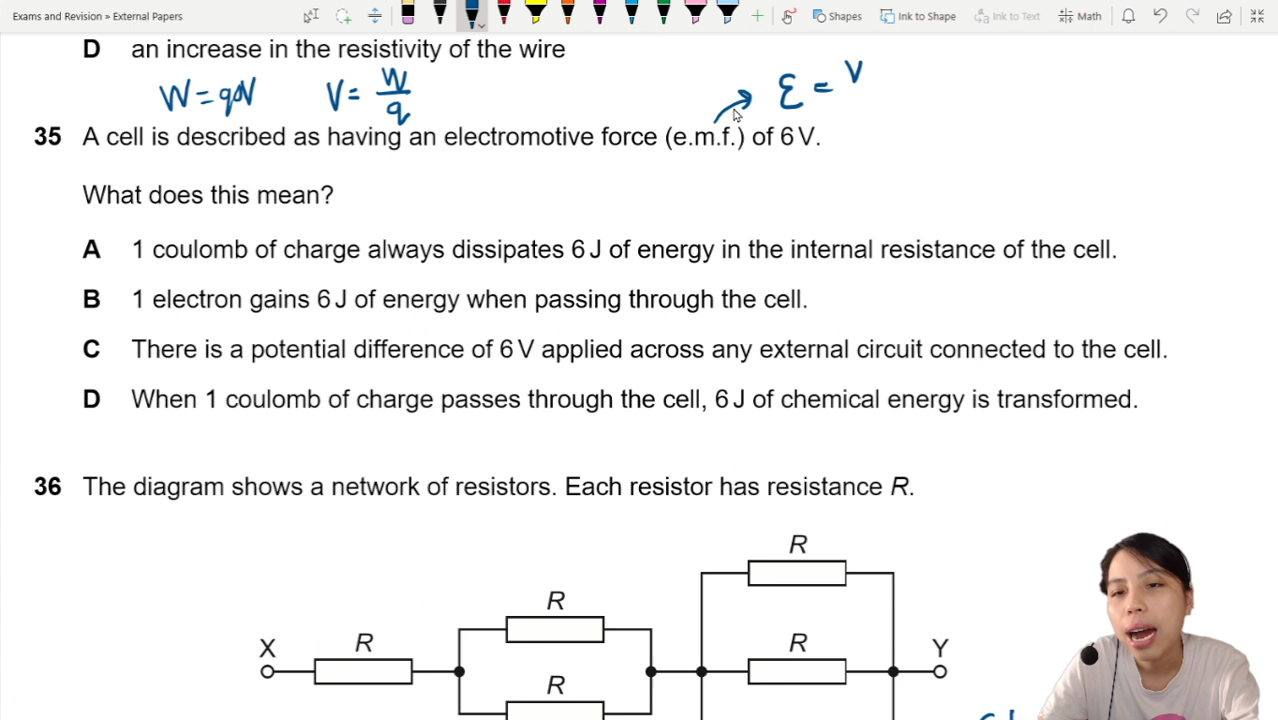 Exams and Revision » External Papers
Shapes
Ink to Shape
Ink to Text
Math
D an increase in the resistivity of the wire
W = qΔV V = W/q ε = V
35 A cell is described as having an electromotive force (e.m.f.) of 6 V.
What does this mean?
A 1 coulomb of charge always dissipates 6 J of energy in the internal resistance of the cell.
B 1 electron gains 6 J of energy when passing through the cell.
C There is a potential difference of 6 V applied across any external circuit connected to the cell.
D When 1 coulomb of charge passes through the cell, 6 J of chemical energy is transformed.
36 The diagram shows a network of resistors. Each resistor has resistance R.
R
R
X R R Y
R